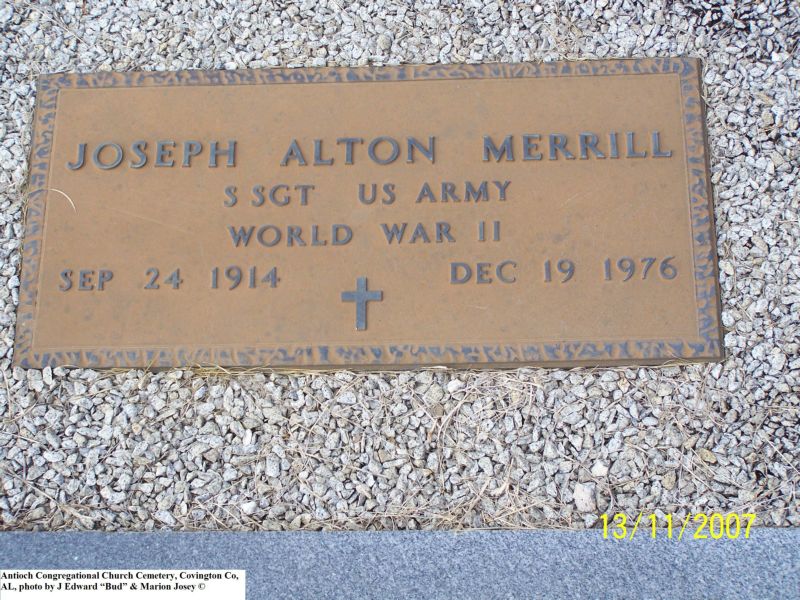 JOSEPH ALTON MERRILL
S SGT US ARMY
WORLD WAR II
SEP 24 1914 DEC 19 1976
13/11/2007
Antioch Congregational Church Cemetery, Covington Co,
AL, photo by J Edward “Bud” & Marion Josey ©